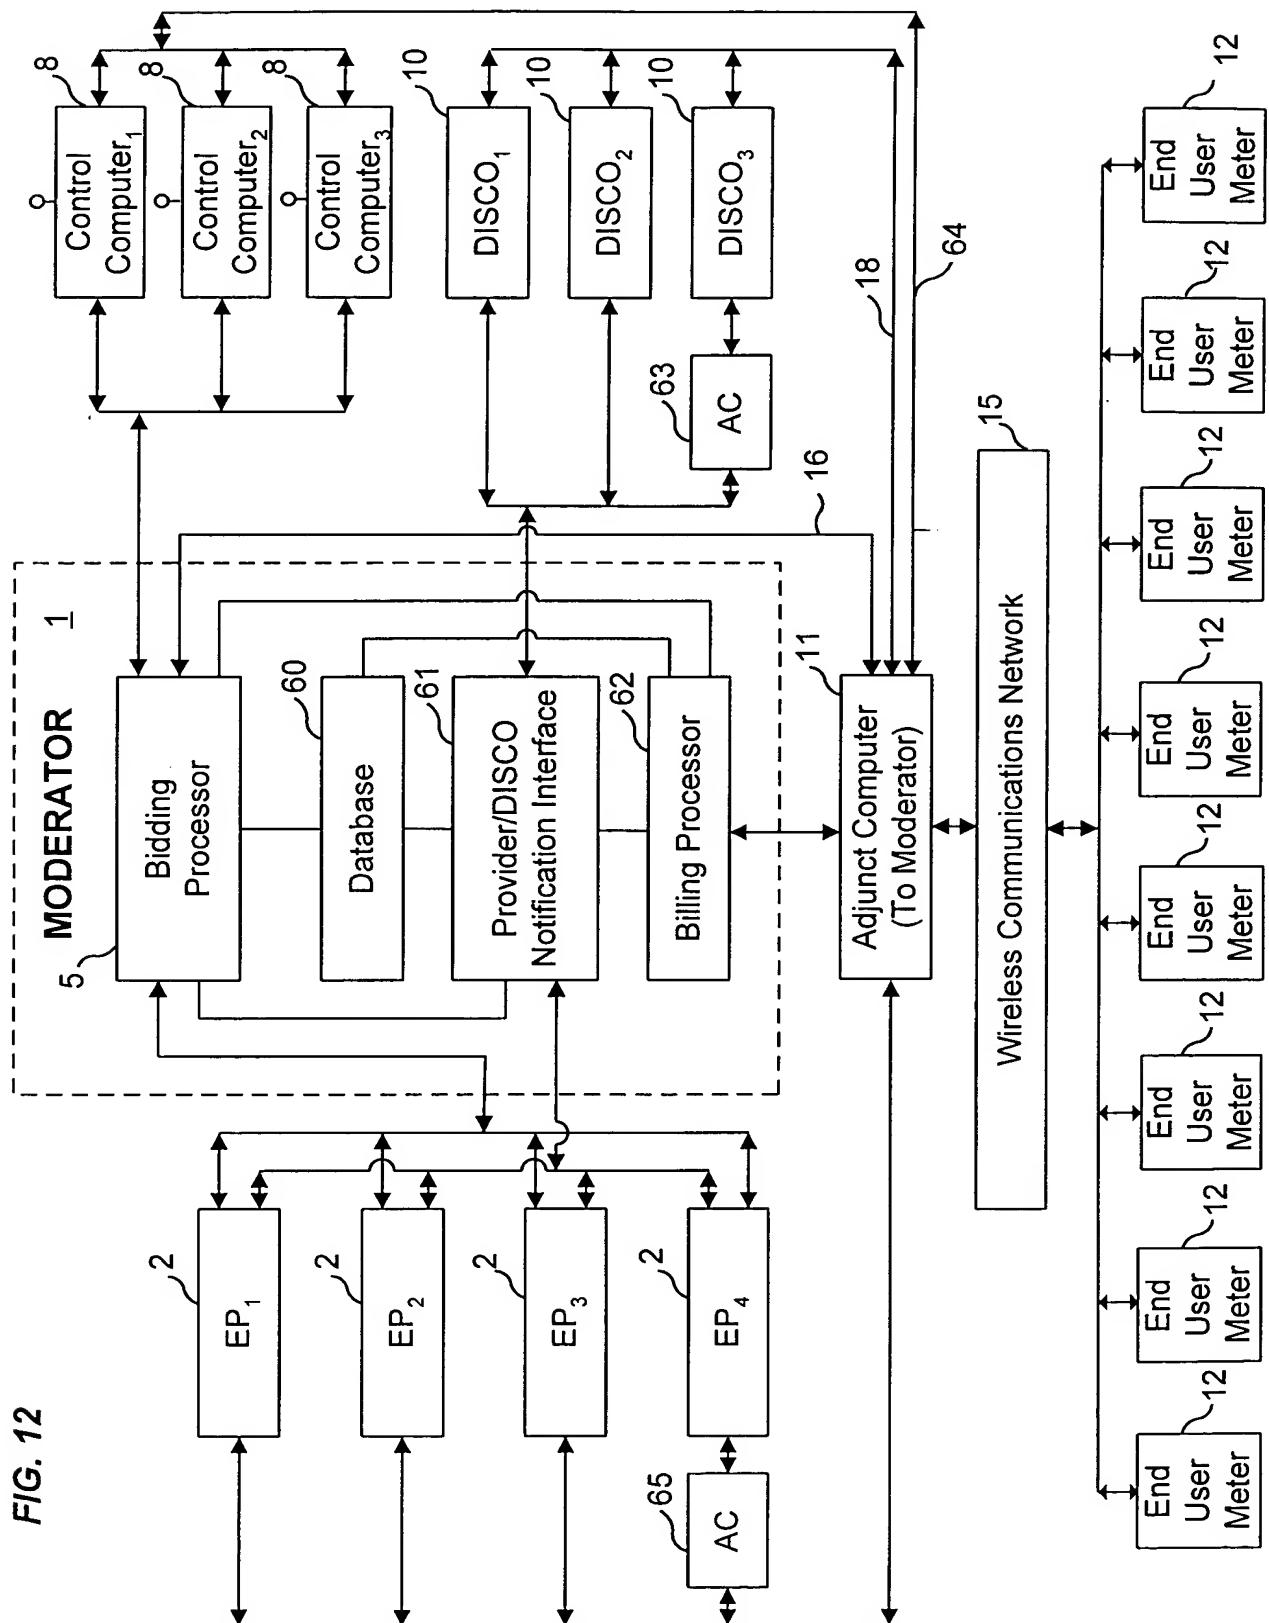 FIG. 12
MODERATOR
1
5
Bidding
Processor
60
Database
61
Provider/DISCO
Notification Interface
62
Billing Processor
8
Control
Computer1
8
Control
Computer2
8
Control
Computer3
10
DISCO1
10
DISCO2
10
DISCO3
63
AC
2
EP1
2
EP2
2
EP3
2
EP4
65
AC
16
18
64
11
Adjunct Computer
(To Moderator)
15
Wireless Communications Network
12
End
User
Meter
12
End
User
Meter
12
End
User
Meter
12
End
User
Meter
12
End
User
Meter
12
End
User
Meter
12
End
User
Meter
12
End
User
Meter